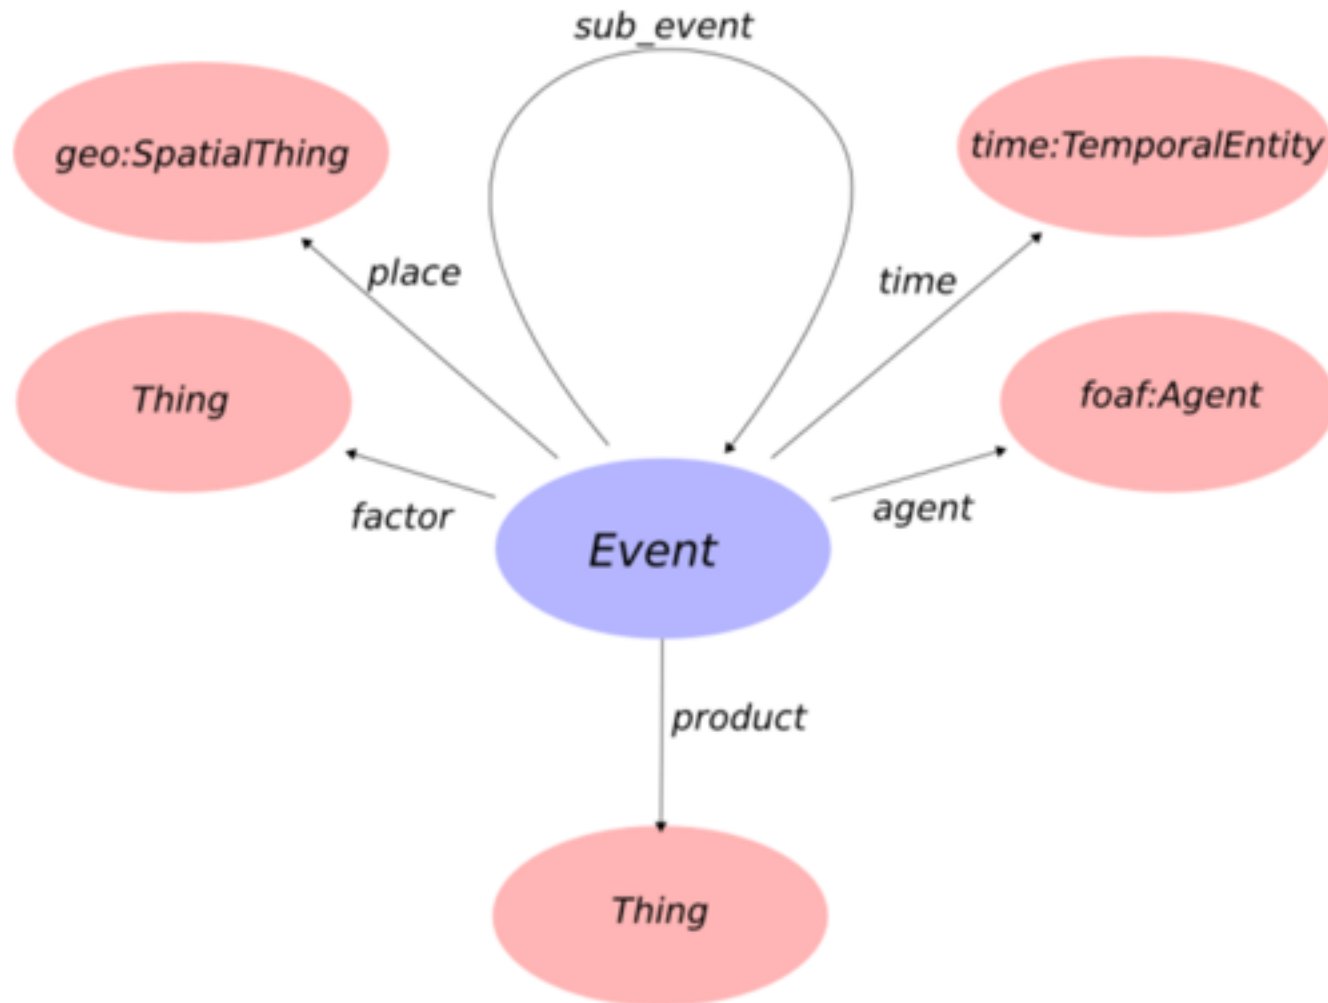 sub_event
geo:SpatialThing
time:TemporalEntity
place
time
Thing
foaf:Agent
factor
agent
Event
product
Thing